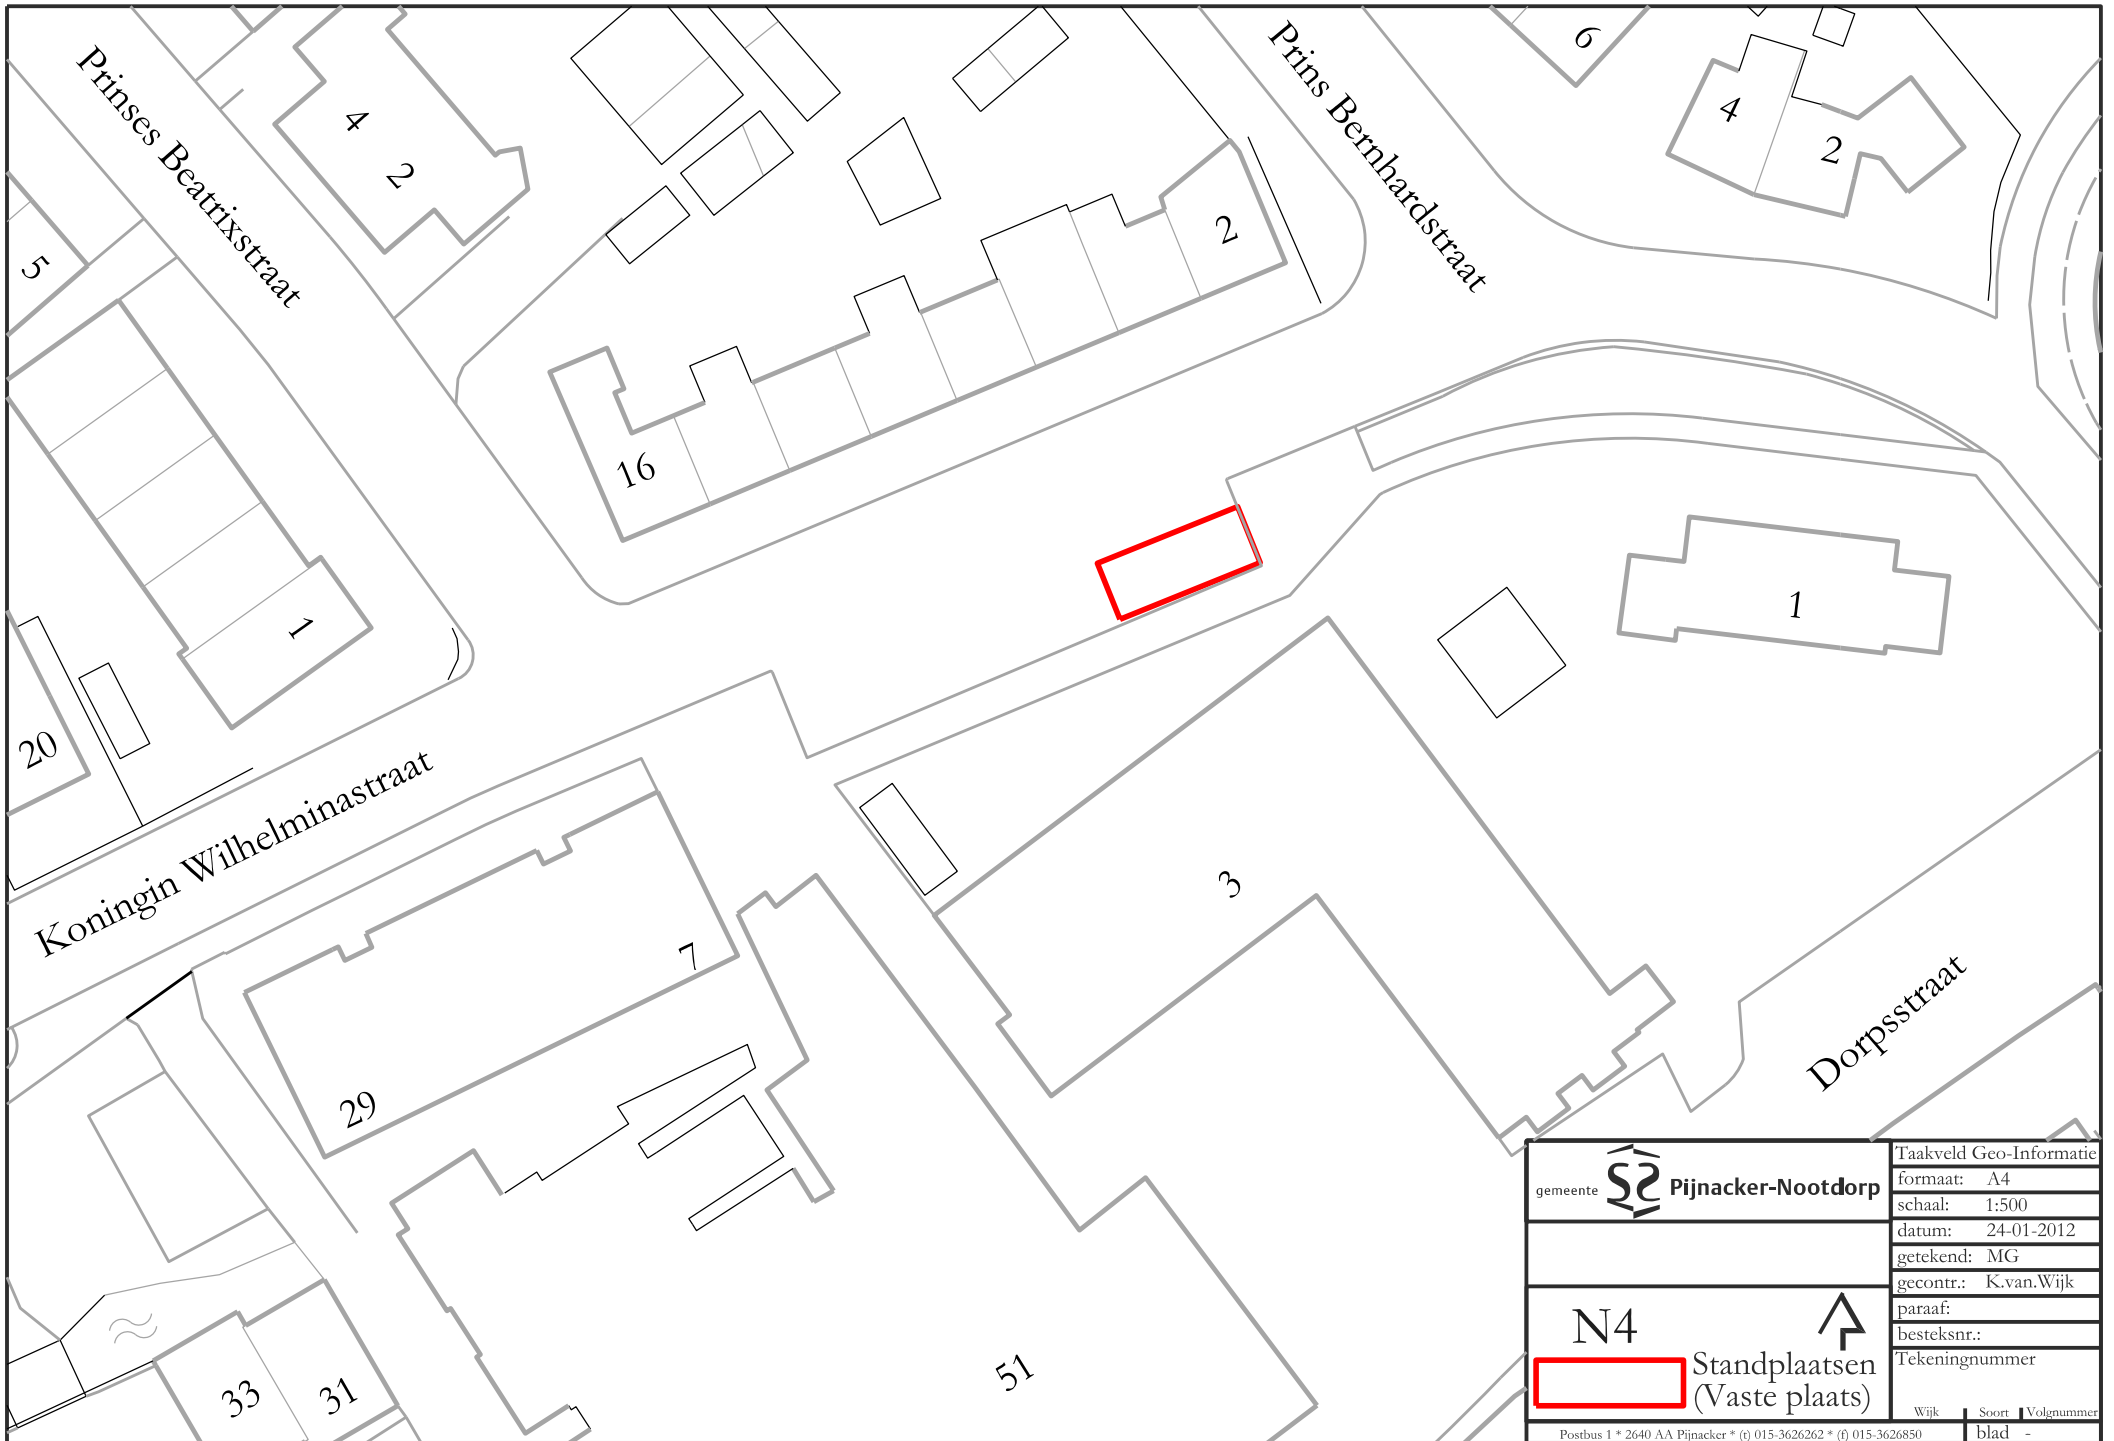 Prinses Beatrixstraat
4
2
5
1
20
Koningin Wilhelminastraat
16
2
Prins Bernhardstraat
6
4
2
1
3
7
29
33
31
51
Dorpsstraat
gemeente Pijnacker-Nootdorp
N4
Standplaatsen
(Vaste plaats)
Taakveld Geo-Informatie
formaat: A4
schaal: 1:500
datum: 24-01-2012
getekend: MG
gecontr.: K.van.Wijk
paraaf:
besteksnr.:
Tekeningnummer
Wijk Soort Volgnummer
blad -
Postbus 1 * 2640 AA Pijnacker * (t) 015-3626262 * (f) 015-3626850